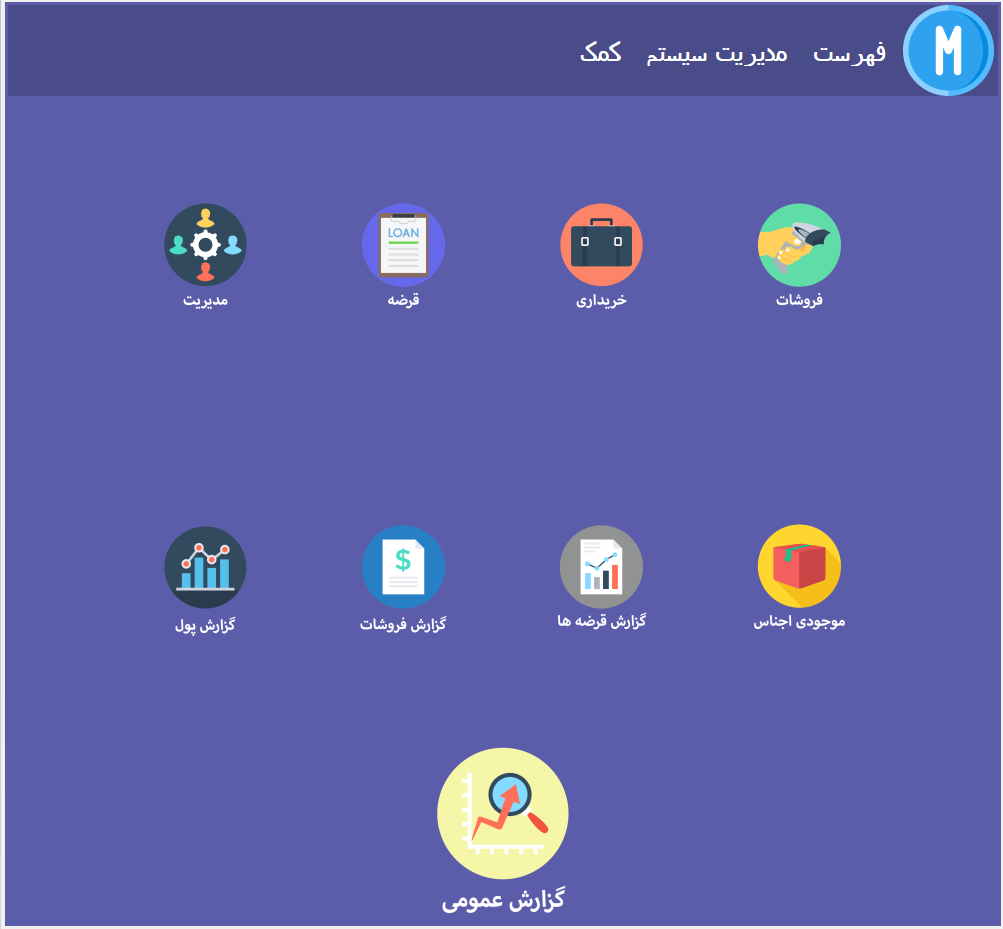 M
فهرست مدیریت سیستم کمک
فروشات
خریداری
LOAN
قرضه
مدیریت
موجودی اجناس
گزارش قرضه ها
$
گزارش فروشات
گزارش پول
گزارش عمومی